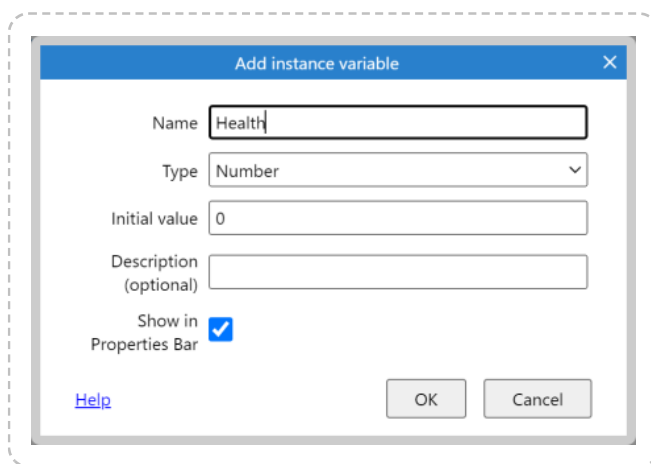 Add instance variable
Name Health
Type Number
Initial value 0
Description
(optional)
Show in
Properties Bar
Help OK Cancel